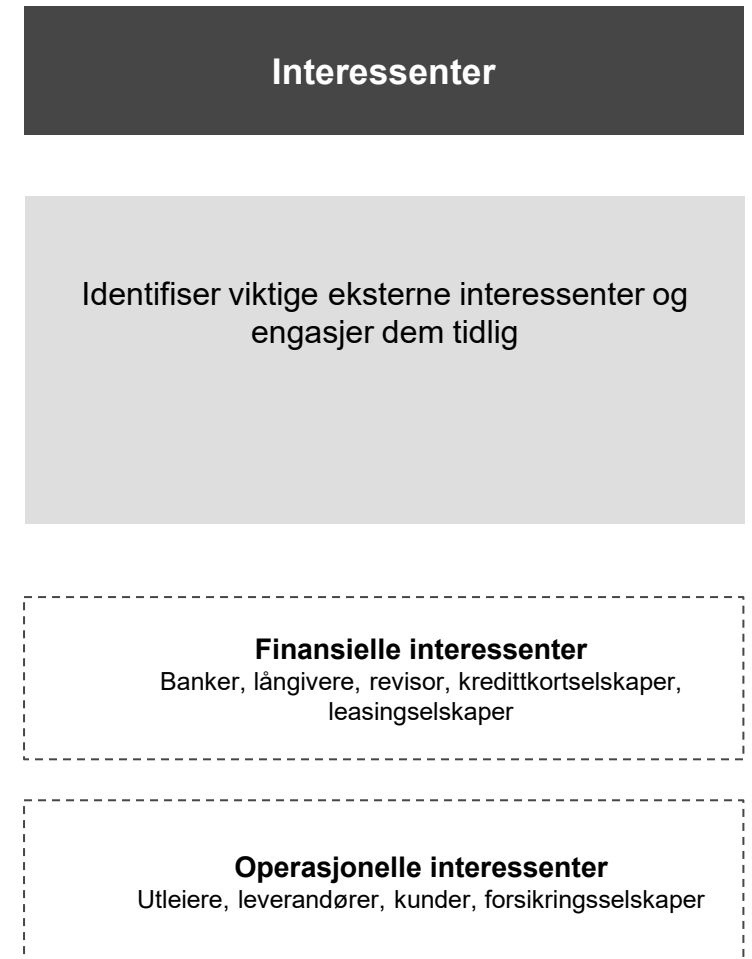 Interessenter
Identifiser viktige eksterne interessenter og
engasjer dem tidlig
Finansielle interessenter
Banker, långivere, revisor, kredittkortselskaper,
leasingselskaper
Operasjonelle interessenter
Utleiere, leverandører, kunder, forsikringsselskaper